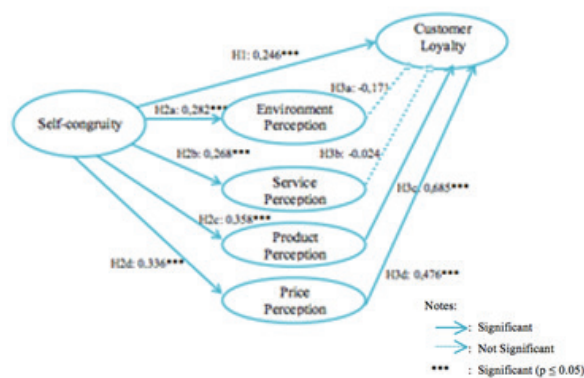 Customer
Loyalty
H1: 0,246***
H3a: -0,171
H2a: 0,282***
Environment
Perception
Self-congruity
H2b: 0,268***
H3b: -0,024
Service
Perception
H3c: 0,685***
H2c: 0,358***
Product
Perception
H2d: 0,336***
H3d: 0,476***
Price
Perception
Notes:
: Significant
: Not Significant
*** : Significant (p ≤ 0.05)